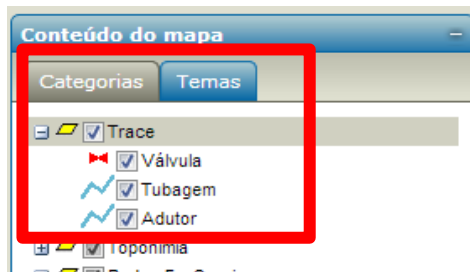 Conteúdo do mapa
Categorias Temas
Trace
Válvula
Tubagem
Adutor
Toponímia